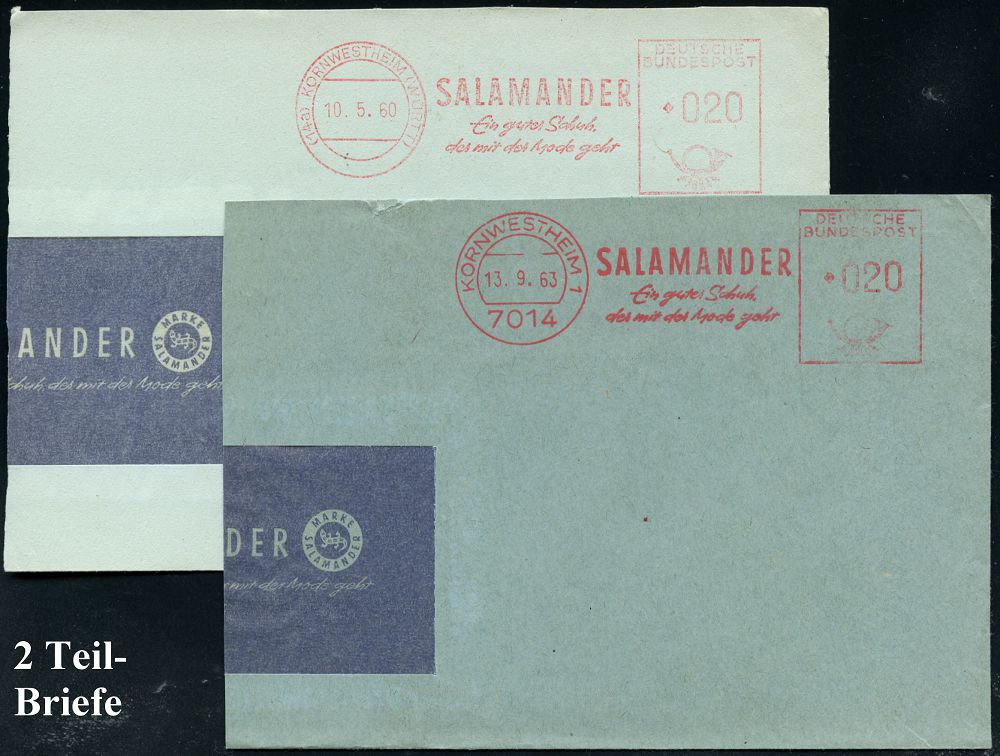 (14a) KORNWESTHEIM (WÜRTT)
10.5.60
SALAMANDER
Ein guter Schuh,
der mit der Mode geht
DEUTSCHE
BUNDESPOST
020
ANDER
MARKE
SALAMANDER
chuh, der mit der Mode geht
KORNWESTHEIM 1
13.9.63
7014
SALAMANDER
Ein guter Schuh,
der mit der Mode geht
DEUTSCHE
BUNDESPOST
020
DER
MARKE
SALAMANDER
mit der Mode geht
2 Teil-
Briefe